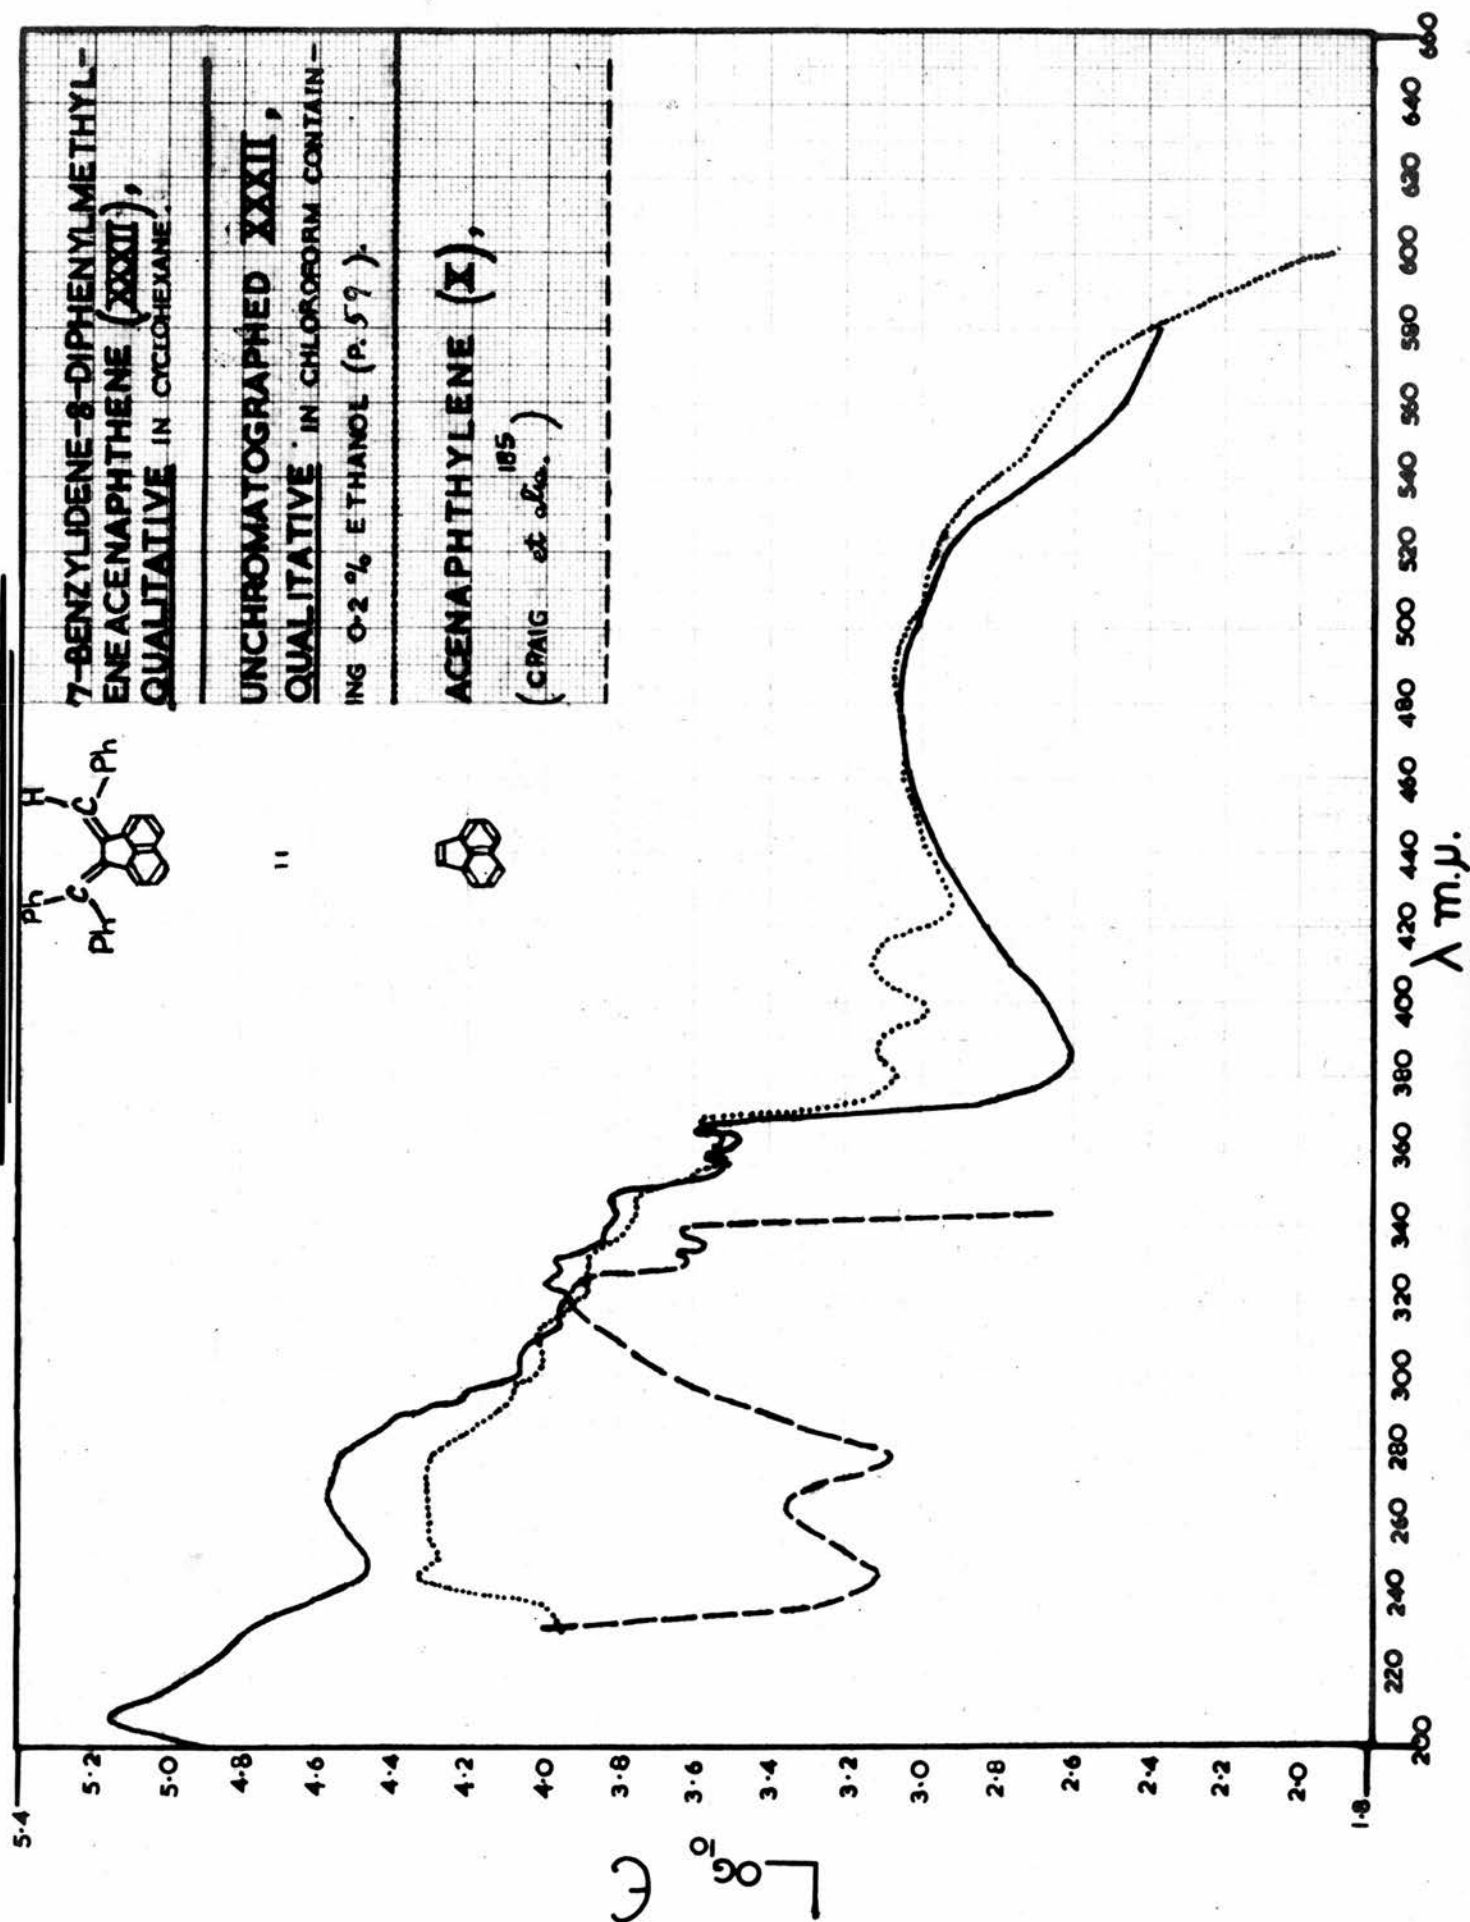 7-BENZYLIDENE-8-DIPHENYLMETHYL-
ENEACENAPHTHENE (XXXII),
QUALITATIVE IN CYCLOHEXANE.
UNCHROMATOGRAPHED XXXII,
QUALITATIVE IN CHLOROFORM CONTAIN-
ING 0·2 % ETHANOL (P. 59).
ACENAPHTHYLENE (X),
(CRAIG et alia.185)
Ph
Ph
C
H
C
Ph
"
Log10 ϵ
5·4
5·2
5·0
4·8
4·6
4·4
4·2
4·0
3·8
3·6
3·4
3·2
3·0
2·8
2·6
2·4
2·2
2·0
1·8
200
220
240
260
280
300
320
340
360
380
400
420
440
460
480
500
520
540
560
580
600
620
640
660
λ m.μ.